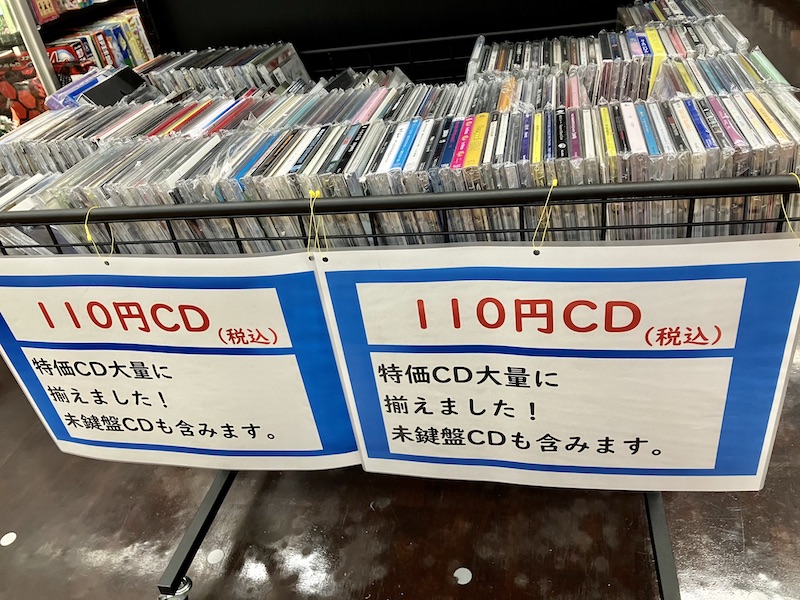 110円CD(税込)
特価CD大量に
揃えました!
未鍵盤CDも含みます。
110円CD(税込)
特価CD大量に
揃えました!
未鍵盤CDも含みます。